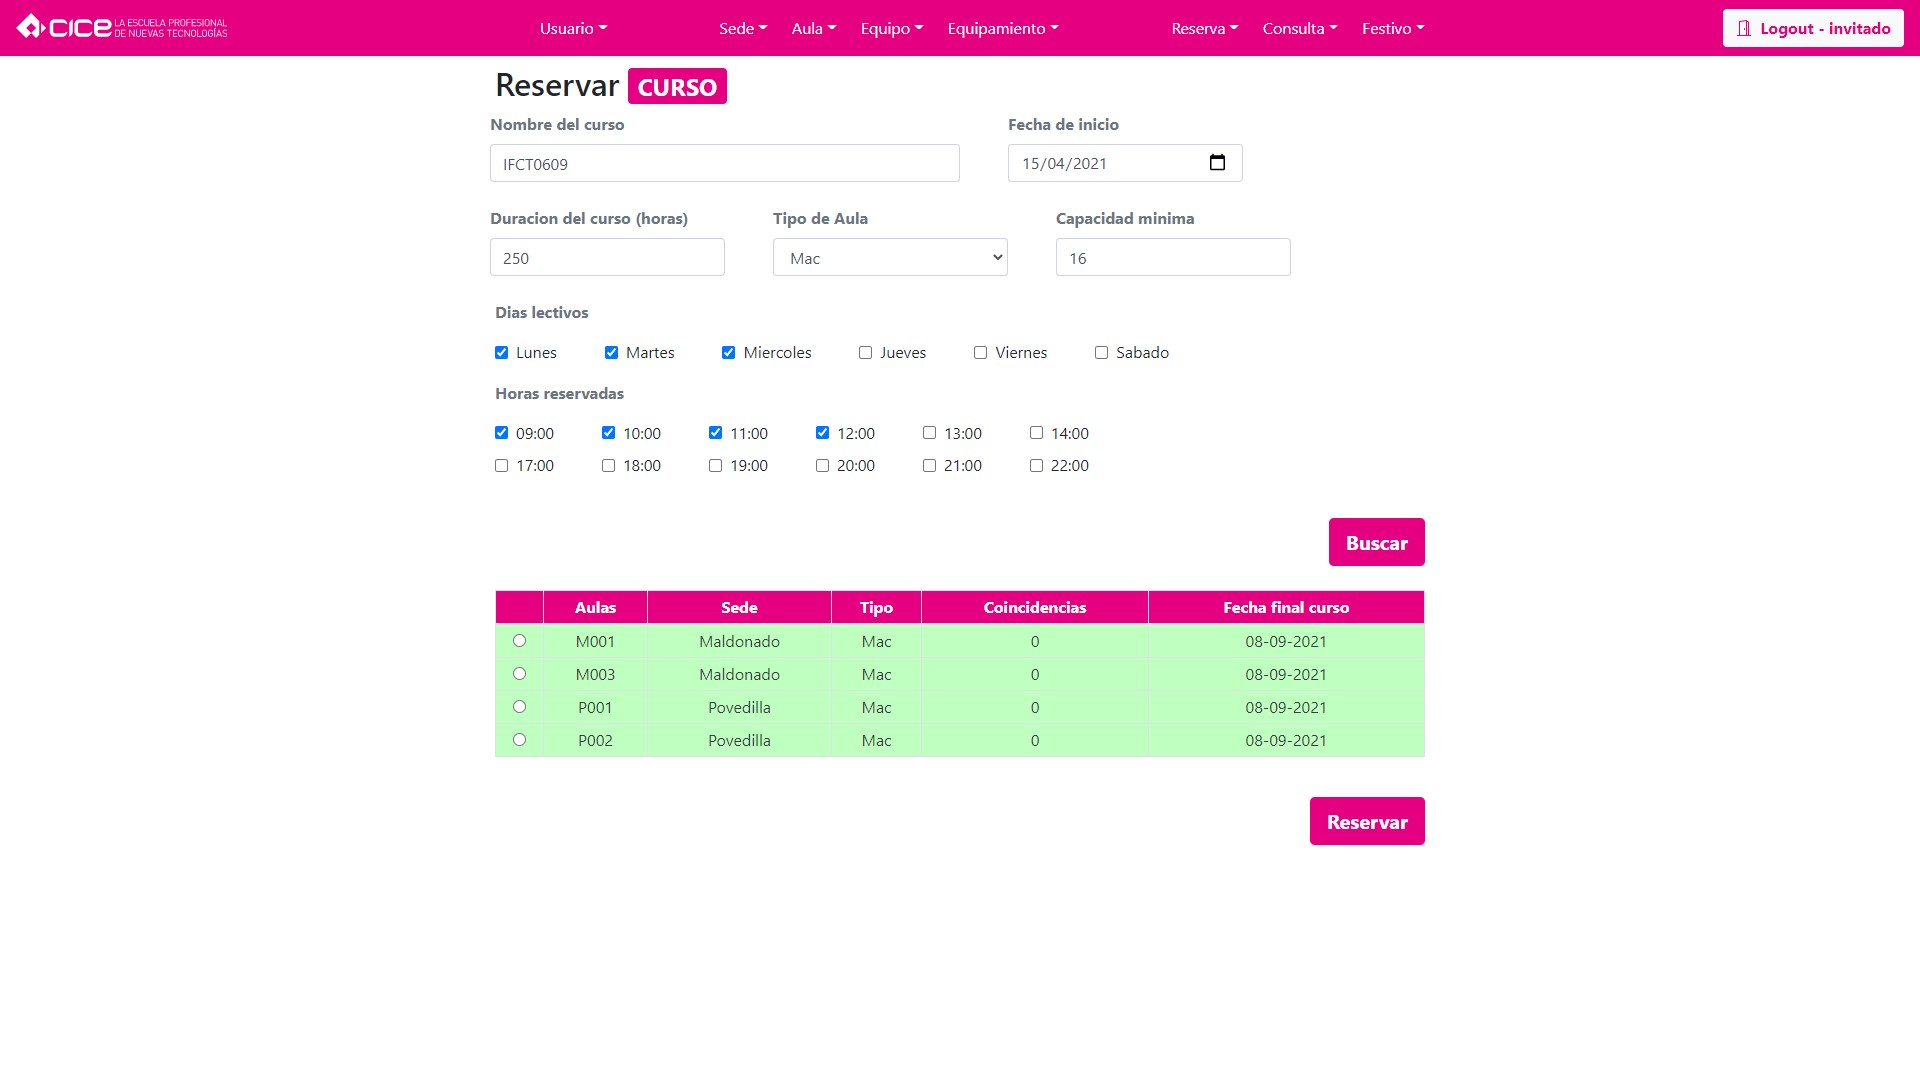 CICE LA ESCUELA PROFESIONAL DE NUEVAS TECNOLOGÍAS
Usuario Sede Aula Equipo Equipamiento Reserva Consulta Festivo Logout - invitado
Reservar CURSO
Nombre del curso Fecha de inicio
IFCT0609 15/04/2021
Duracion del curso (horas) Tipo de Aula Capacidad minima
250 Mac 16
Dias lectivos
Lunes Martes Miercoles Jueves Viernes Sabado
Horas reservadas
09:00 10:00 11:00 12:00 13:00 14:00
17:00 18:00 19:00 20:00 21:00 22:00
Buscar
Aulas Sede Tipo Coincidencias Fecha final curso
M001 Maldonado Mac 0 08-09-2021
M003 Maldonado Mac 0 08-09-2021
P001 Povedilla Mac 0 08-09-2021
P002 Povedilla Mac 0 08-09-2021
Reservar